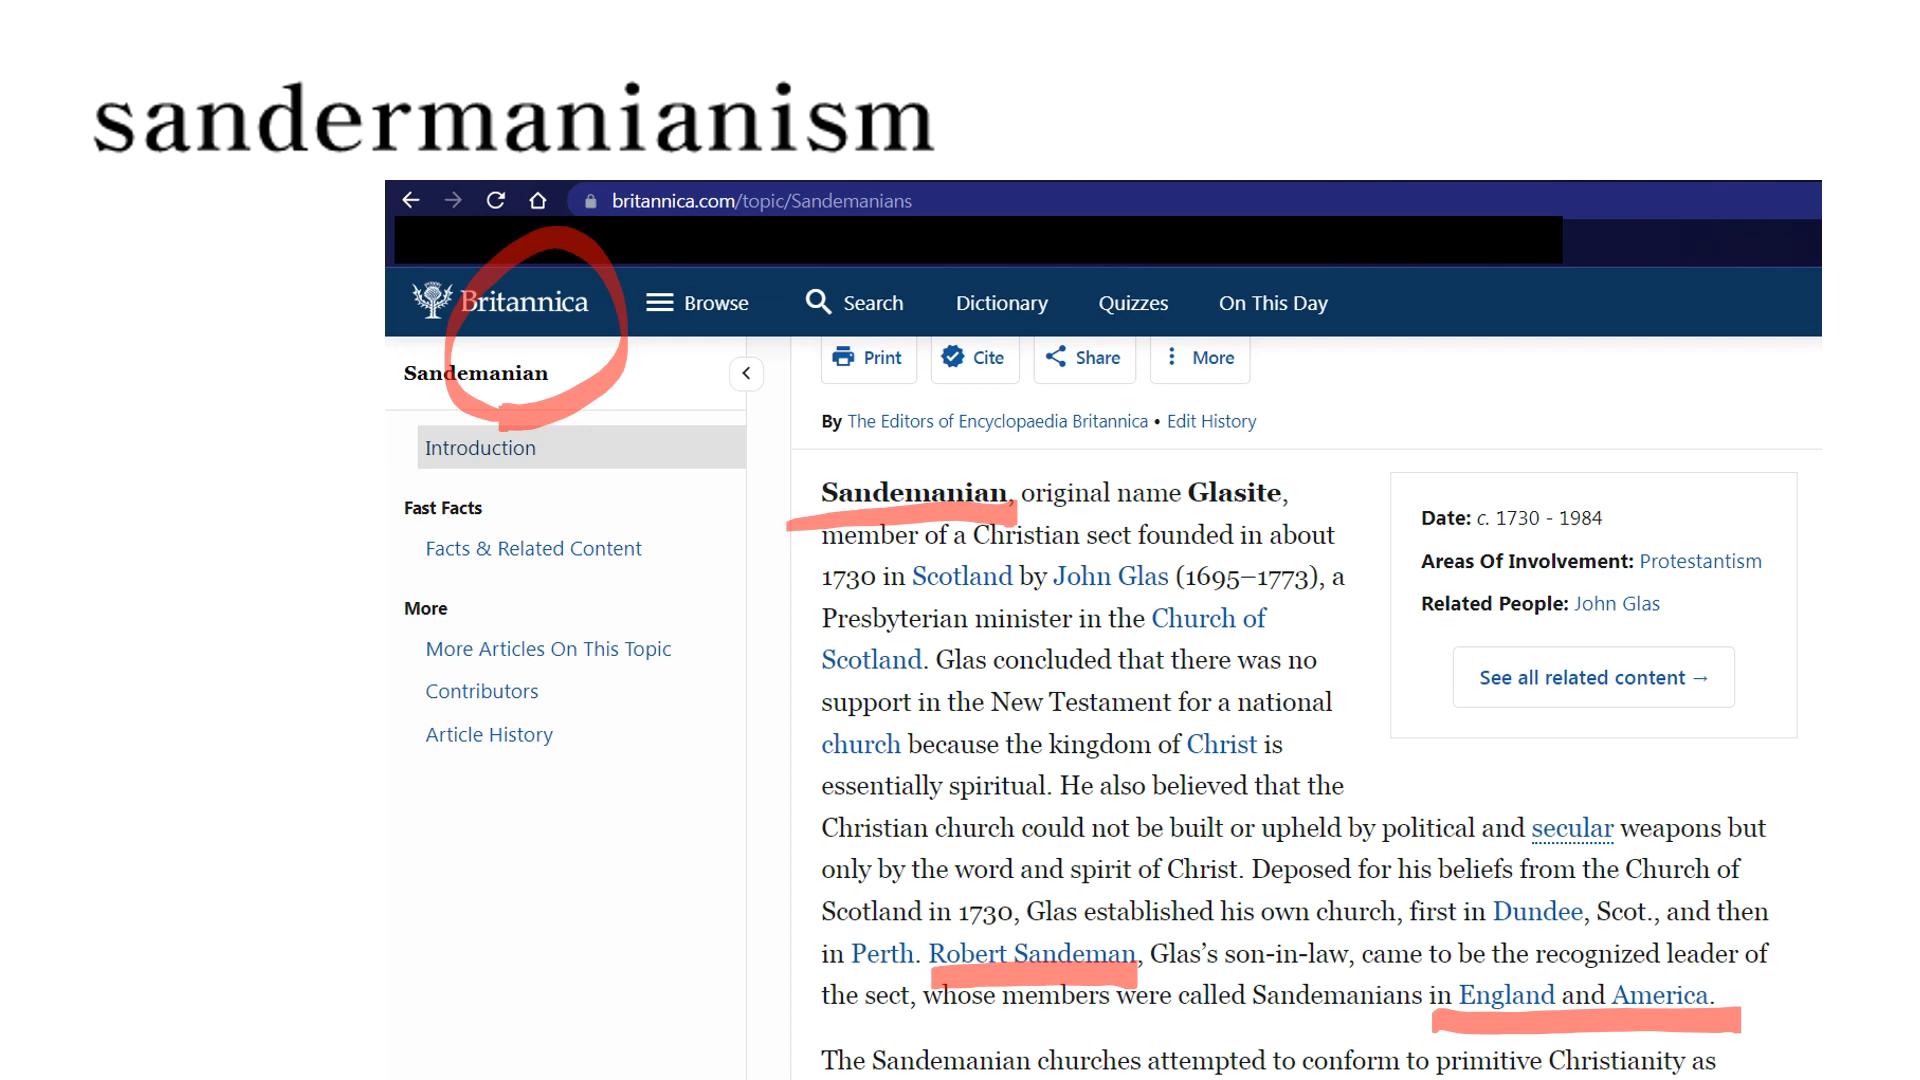 sandermanianism
britannica.com/topic/Sandemanians
Britannica
Browse
Search
Dictionary
Quizzes
On This Day
Sandemanian
Introduction
Fast Facts
Facts & Related Content
More
More Articles On This Topic
Contributors
Article History
Print
Cite
Share
More
By The Editors of Encyclopaedia Britannica • Edit History
Sandemanian, original name Glasite,
member of a Christian sect founded in about
1730 in Scotland by John Glas (1695–1773), a
Presbyterian minister in the Church of
Scotland. Glas concluded that there was no
support in the New Testament for a national
church because the kingdom of Christ is
essentially spiritual. He also believed that the
Christian church could not be built or upheld by political and secular weapons but
only by the word and spirit of Christ. Deposed for his beliefs from the Church of
Scotland in 1730, Glas established his own church, first in Dundee, Scot., and then
in Perth. Robert Sandeman, Glas’s son-in-law, came to be the recognized leader of
the sect, whose members were called Sandemanians in England and America.
The Sandemanian churches attempted to conform to primitive Christianity as
Date: c. 1730 - 1984
Areas Of Involvement: Protestantism
Related People: John Glas
See all related content →